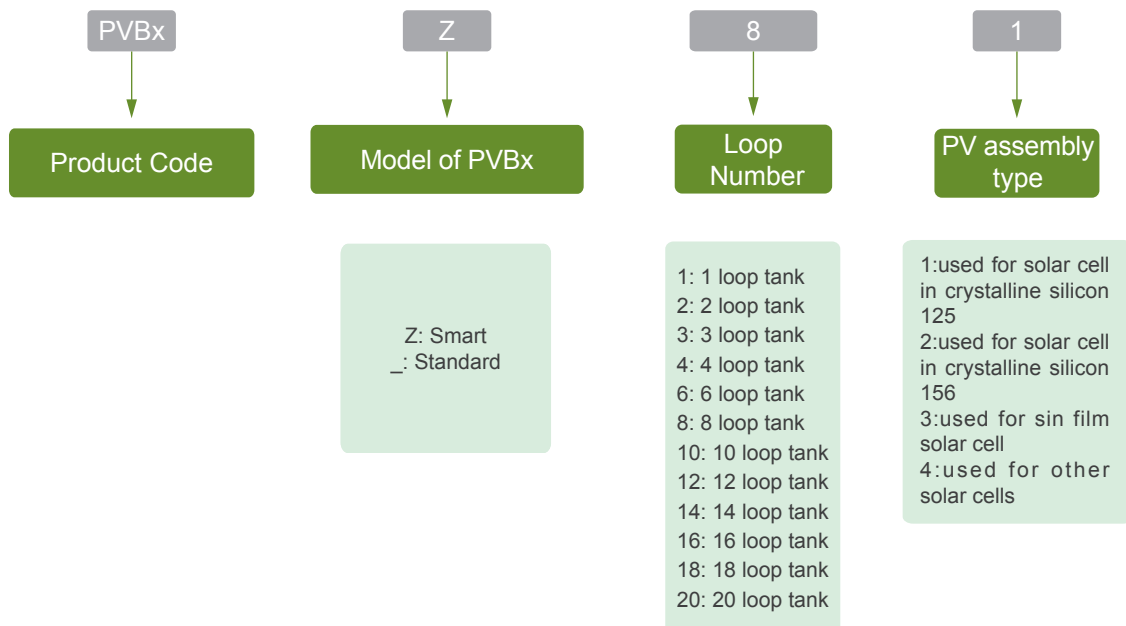 PVBx
Z
8
1
Product Code
Model of PVBx
Loop
Number
PV assembly
type
Z: Smart
_: Standard
1: 1 loop tank
2: 2 loop tank
3: 3 loop tank
4: 4 loop tank
6: 6 loop tank
8: 8 loop tank
10: 10 loop tank
12: 12 loop tank
14: 14 loop tank
16: 16 loop tank
18: 18 loop tank
20: 20 loop tank
1:used for solar cell
in crystalline silicon
125
2:used for solar cell
in crystalline silicon
156
3:used for sin film
solar cell
4:used for other
solar cells